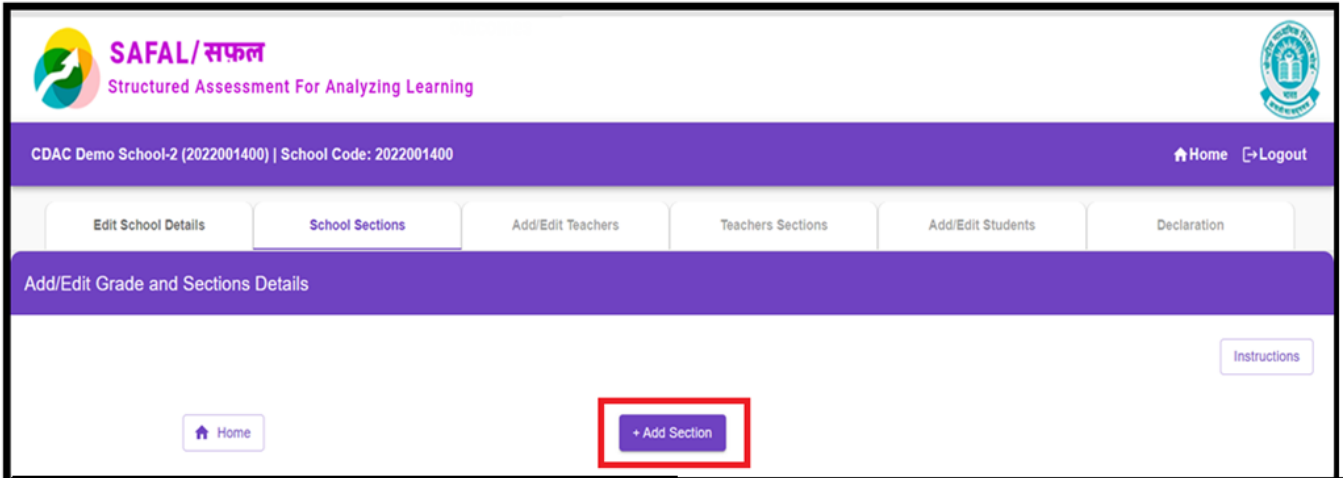 SAFAL/सफ़ल
Structured Assessment For Analyzing Learning
CDAC Demo School-2 (2022001400) | School Code: 2022001400
Home Logout
Edit School Details School Sections Add/Edit Teachers Teachers Sections Add/Edit Students Declaration
Add/Edit Grade and Sections Details
Instructions
Home + Add Section